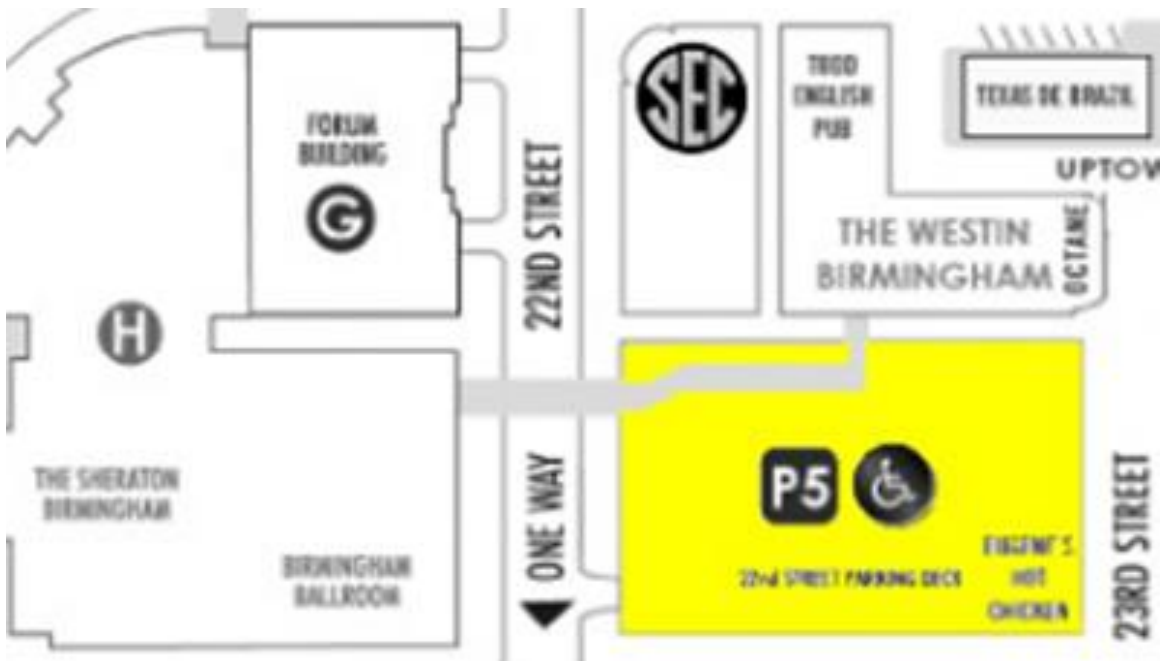 FORUM
BUILDING
G
22ND STREET
SEC
TODD
ENGLISH
PUB
TEXAS DE BRAZIL
UPTOW
THE WESTIN
BIRMINGHAM
OCTANE
H
THE SHERATON
BIRMINGHAM
BIRMINGHAM
BALLROOM
ONE WAY
P5
22nd STREET PARKING DECK
EUGENE'S
HOT
CHICKEN
23RD STREET